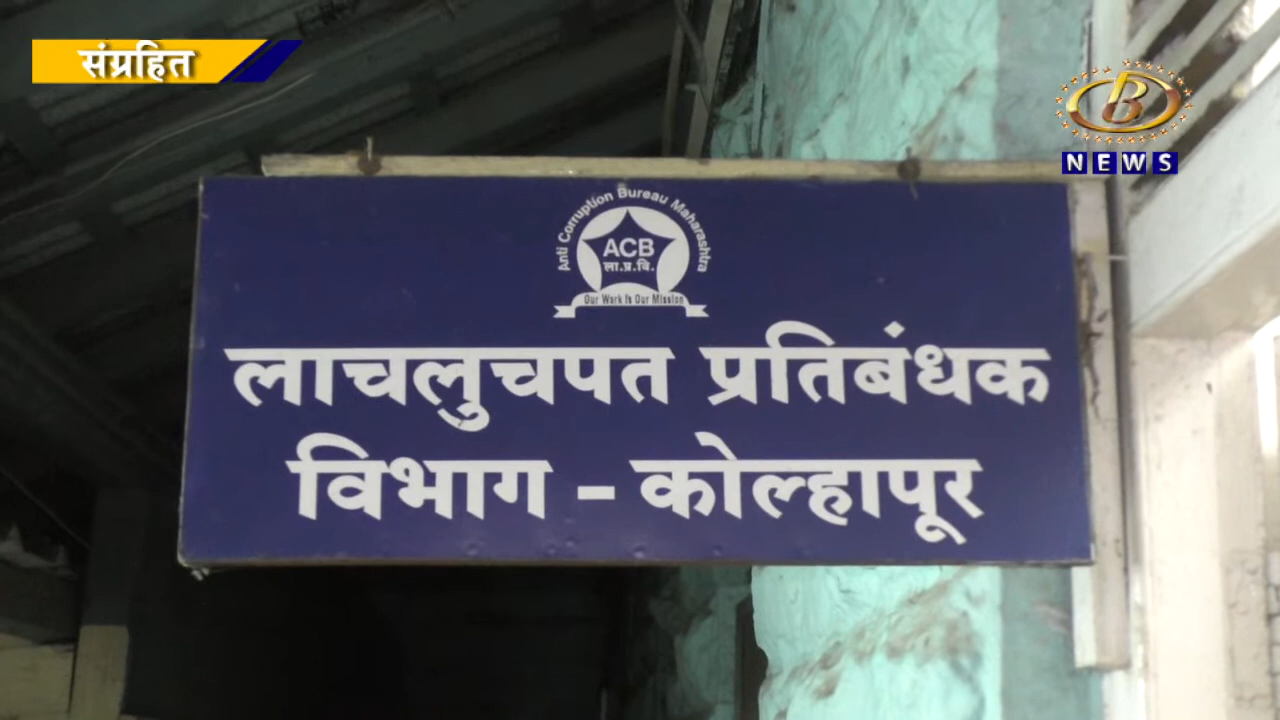 संग्रहित
B
NEWS
Anti Corruption Bureau Maharashtra
ACB
ला.प्र.वि.
Our Work Is Our Mission
लाचलुचपत प्रतिबंधक
विभाग - कोल्हापूर